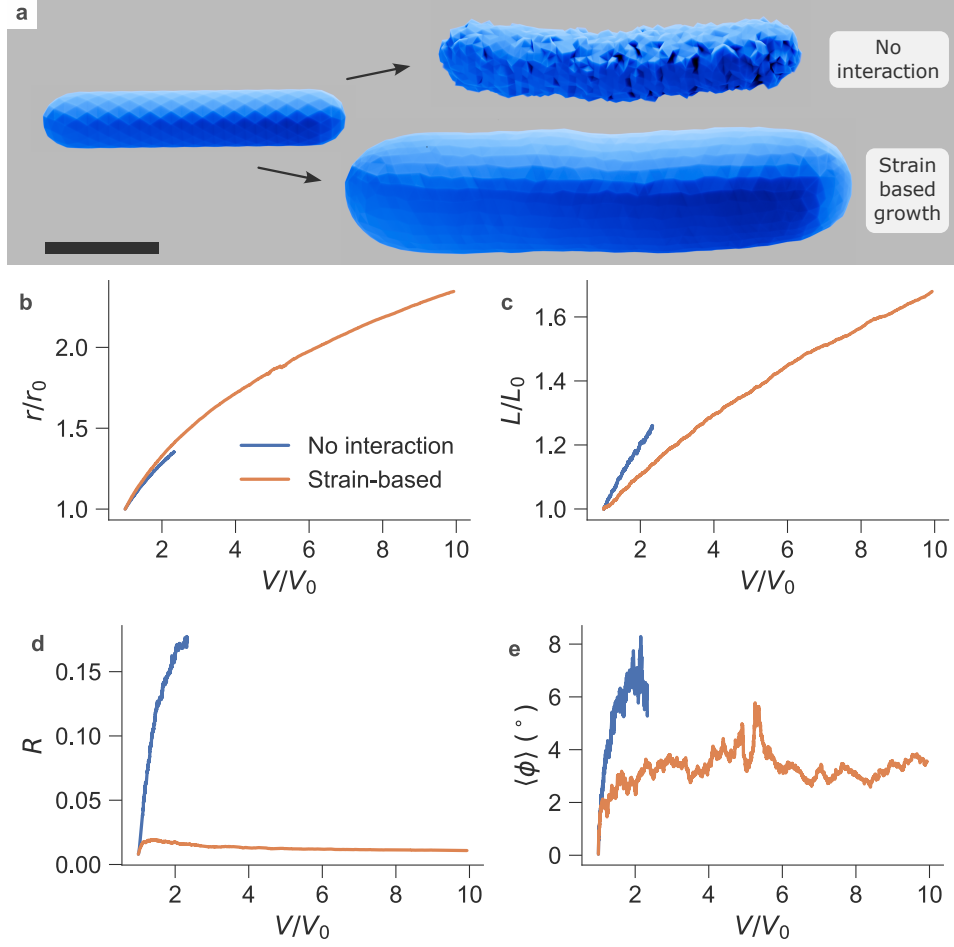 a
No
interaction
Strain
based
growth
b
r/r₀
2.0
1.5
1.0
No interaction
Strain-based
2
4
6
8
10
V/V₀
c
L/L₀
1.6
1.4
1.2
1.0
2
4
6
8
10
V/V₀
d
R
0.15
0.10
0.05
0.00
2
4
6
8
10
V/V₀
e
⟨ϕ⟩ (°)
8
6
4
2
0
2
4
6
8
10
V/V₀